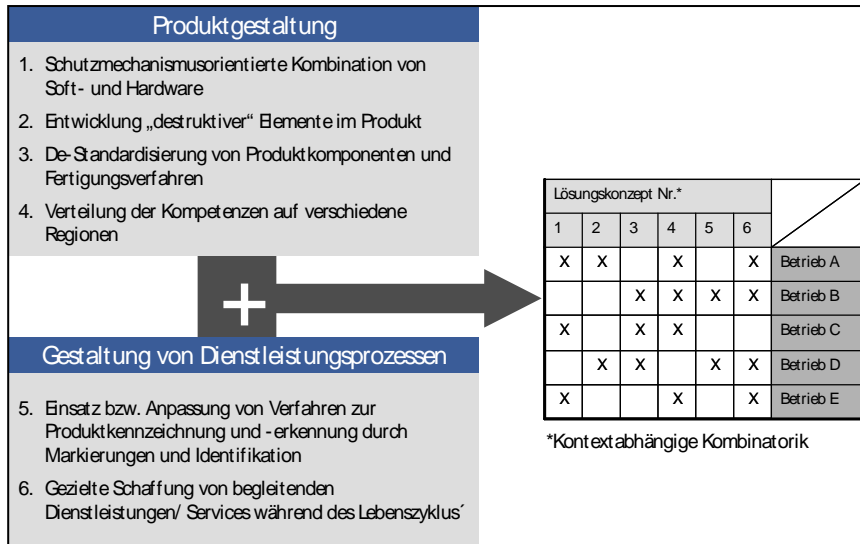 Produktgestaltung
1. Schutzmechanismusorientierte Kombination von
Soft- und Hardware
2. Entwicklung „destruktiver“ Elemente im Produkt
3. De-Standardisierung von Produktkomponenten und
Fertigungsverfahren
4. Verteilung der Kompetenzen auf verschiedene
Regionen
+
Gestaltung von Dienstleistungsprozessen
5. Einsatz bzw. Anpassung von Verfahren zur
Produktkennzeichnung und -erkennung durch
Markierungen und Identifikation
6. Gezielte Schaffung von begleitenden
Dienstleistungen/ Services während des Lebenszyklus´
Lösungskonzept Nr.*
1 2 3 4 5 6
X X X X Betrieb A
X X X X Betrieb B
X X X Betrieb C
X X X X Betrieb D
X X X Betrieb E
*Kontextabhängige Kombinatorik